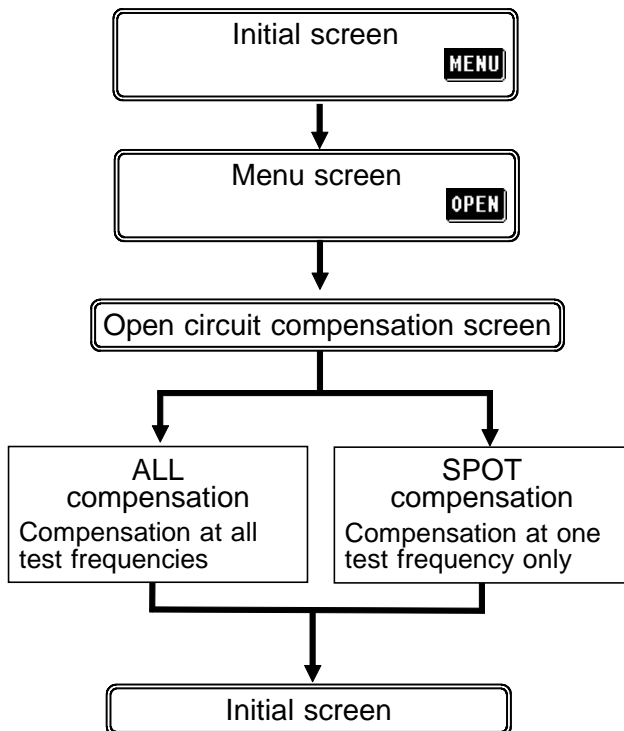 Initial screen
MENU
Menu screen
OPEN
Open circuit compensation screen
ALL
compensation
Compensation at all
test frequencies
SPOT
compensation
Compensation at one
test frequency only
Initial screen